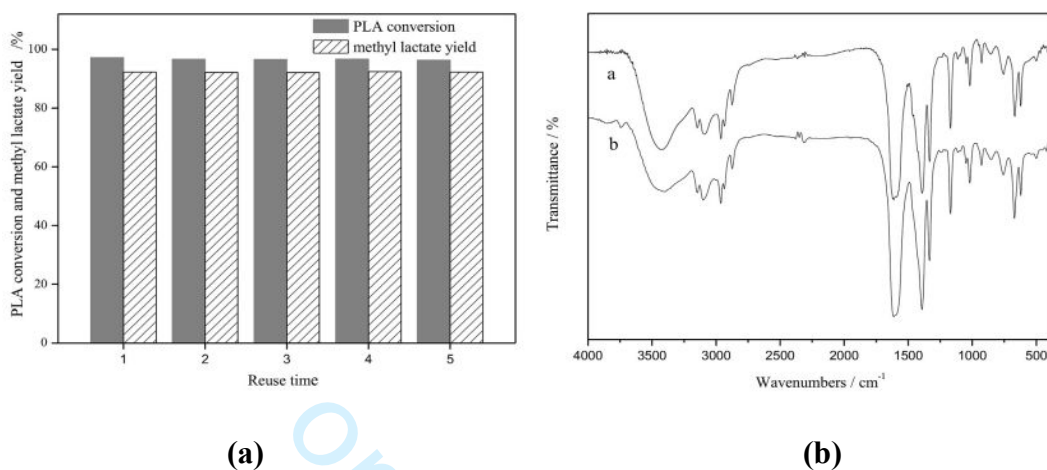 PLA conversion
methyl lactate yield
PLA conversion and methyl lactate yield /%
100
80
60
40
20
0
1 2 3 4 5
Reuse time
(a)
a
b
Transmittance / %
4000 3500 3000 2500 2000 1500 1000 500
Wavenumbers / cm⁻¹
(b)
On